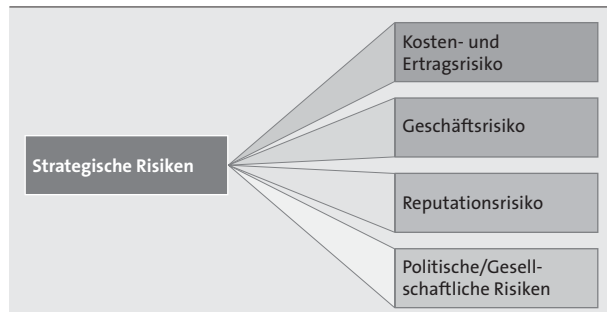 Kosten- und
Ertragsrisiko
Geschäftsrisiko
Strategische Risiken
Reputationsrisiko
Politische/Gesell-
schaftliche Risiken